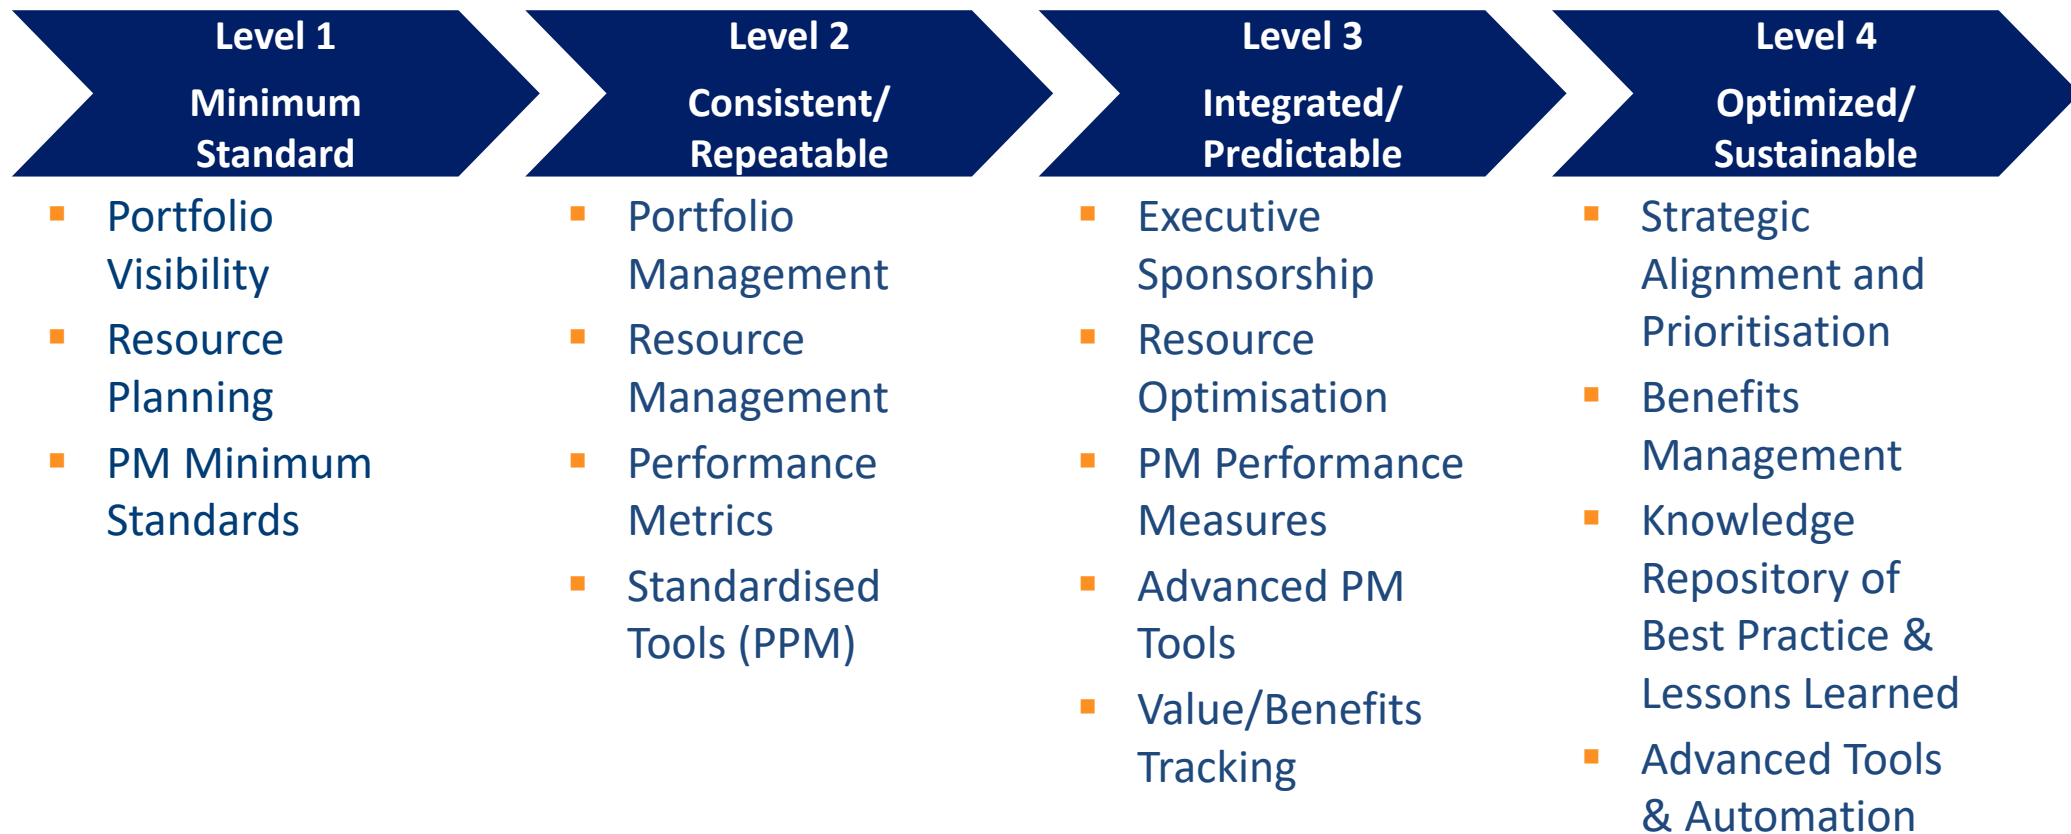 Level 1
Minimum
Standard
Portfolio
Visibility
Resource
Planning
PM Minimum
Standards
Level 2
Consistent/
Repeatable
Portfolio
Management
Resource
Management
Performance
Metrics
Standardised
Tools (PPM)
Level 3
Integrated/
Predictable
Executive
Sponsorship
Resource
Optimisation
PM Performance
Measures
Advanced PM
Tools
Value/Benefits
Tracking
Level 4
Optimized/
Sustainable
Strategic
Alignment and
Prioritisation
Benefits
Management
Knowledge
Repository of
Best Practice &
Lessons Learned
Advanced Tools
& Automation